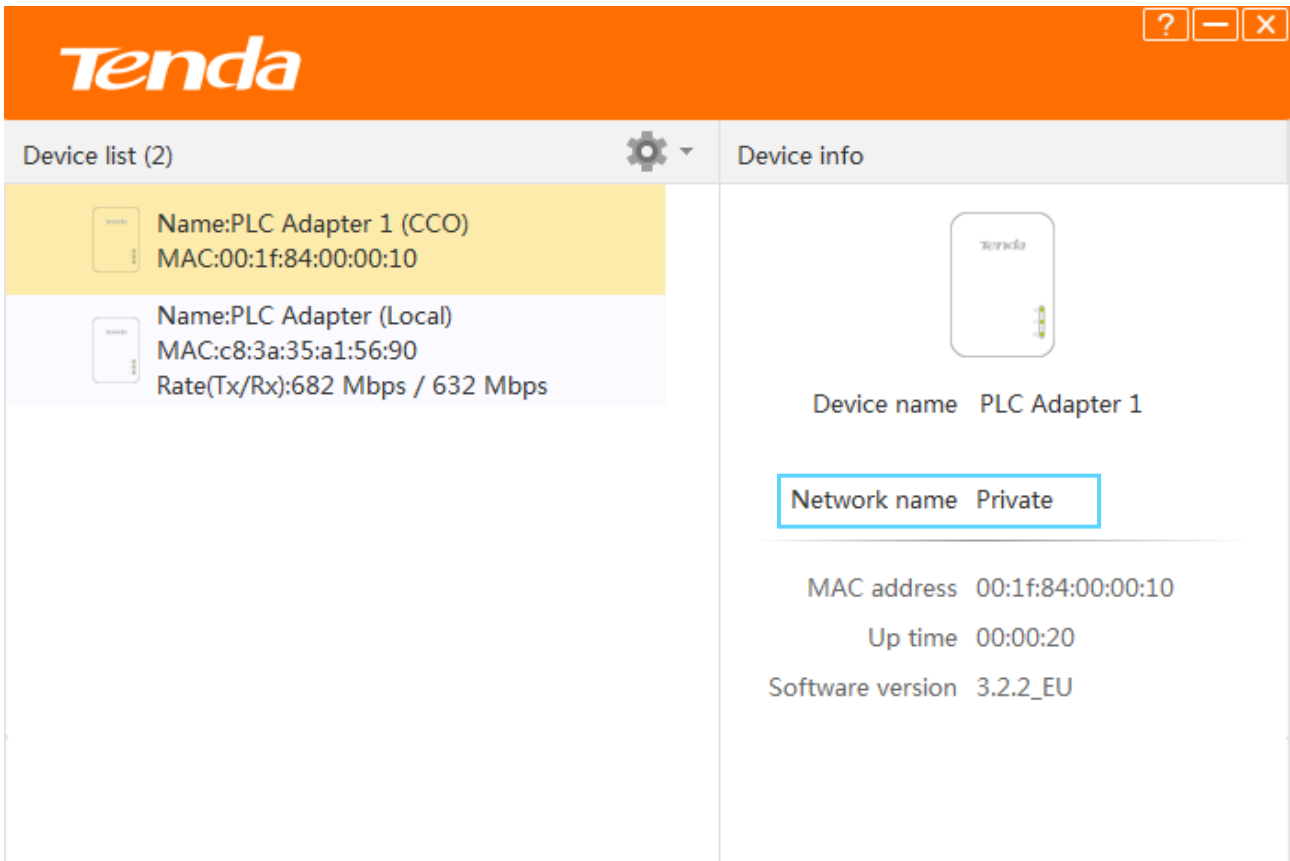 Tenda
?
Device list (2)
Device info
Name:PLC Adapter 1 (CCO)
MAC:00:1f:84:00:00:10
Name:PLC Adapter (Local)
MAC:c8:3a:35:a1:56:90
Rate(Tx/Rx):682 Mbps / 632 Mbps
Tenda
Device name PLC Adapter 1
Network name Private
MAC address 00:1f:84:00:00:10
Up time 00:00:20
Software version 3.2.2_EU